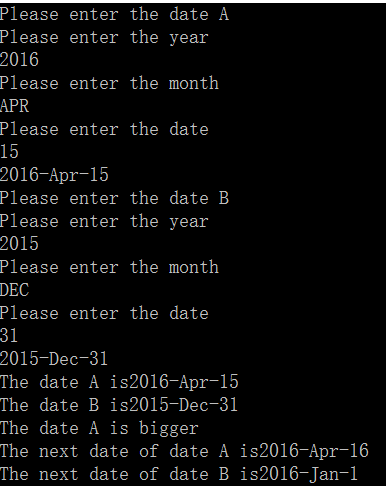 Please enter the date A
Please enter the year
2016
Please enter the month
APR
Please enter the date
15
2016-Apr-15
Please enter the date B
Please enter the year
2015
Please enter the month
DEC
Please enter the date
31
2015-Dec-31
The date A is2016-Apr-15
The date B is2015-Dec-31
The date A is bigger
The next date of date A is2016-Apr-16
The next date of date B is2016-Jan-1